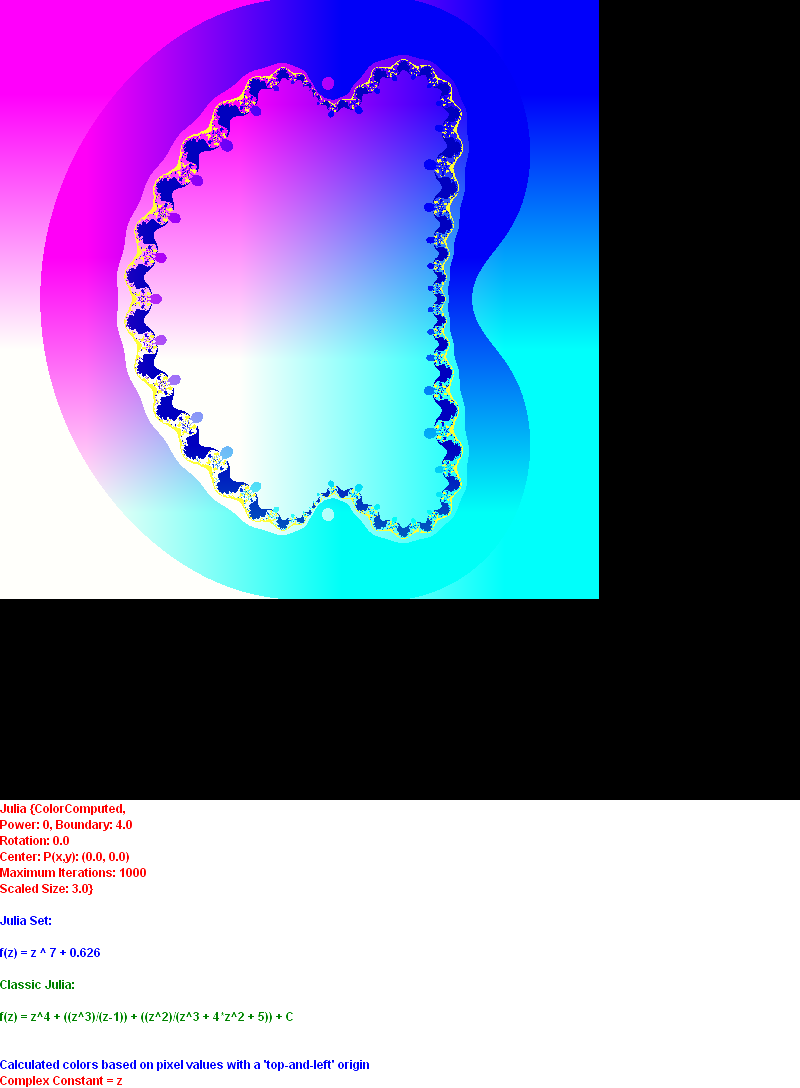 Julia {ColorComputed,
Power: 0, Boundary: 4.0
Rotation: 0.0
Center: P(x,y): (0.0, 0.0)
Maximum Iterations: 1000
Scaled Size: 3.0}
Julia Set:
f(z) = z ^ 7 + 0.626
Classic Julia:
f(z) = z^4 + ((z^3)/(z-1)) + ((z^2)/(z^3 + 4*z^2 + 5)) + C
Calculated colors based on pixel values with a 'top-and-left' origin
Complex Constant = z